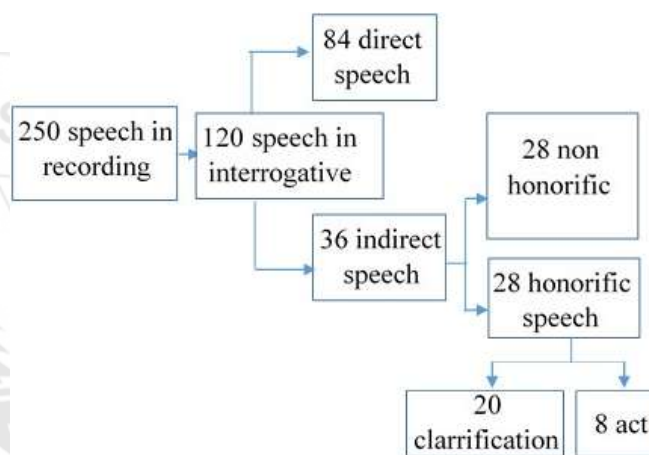 84 direct
speech
250 speech in
recording
120 speech in
interrogative
28 non
honorific
36 indirect
speech
28 honorific
speech
20
clarrification
8 act